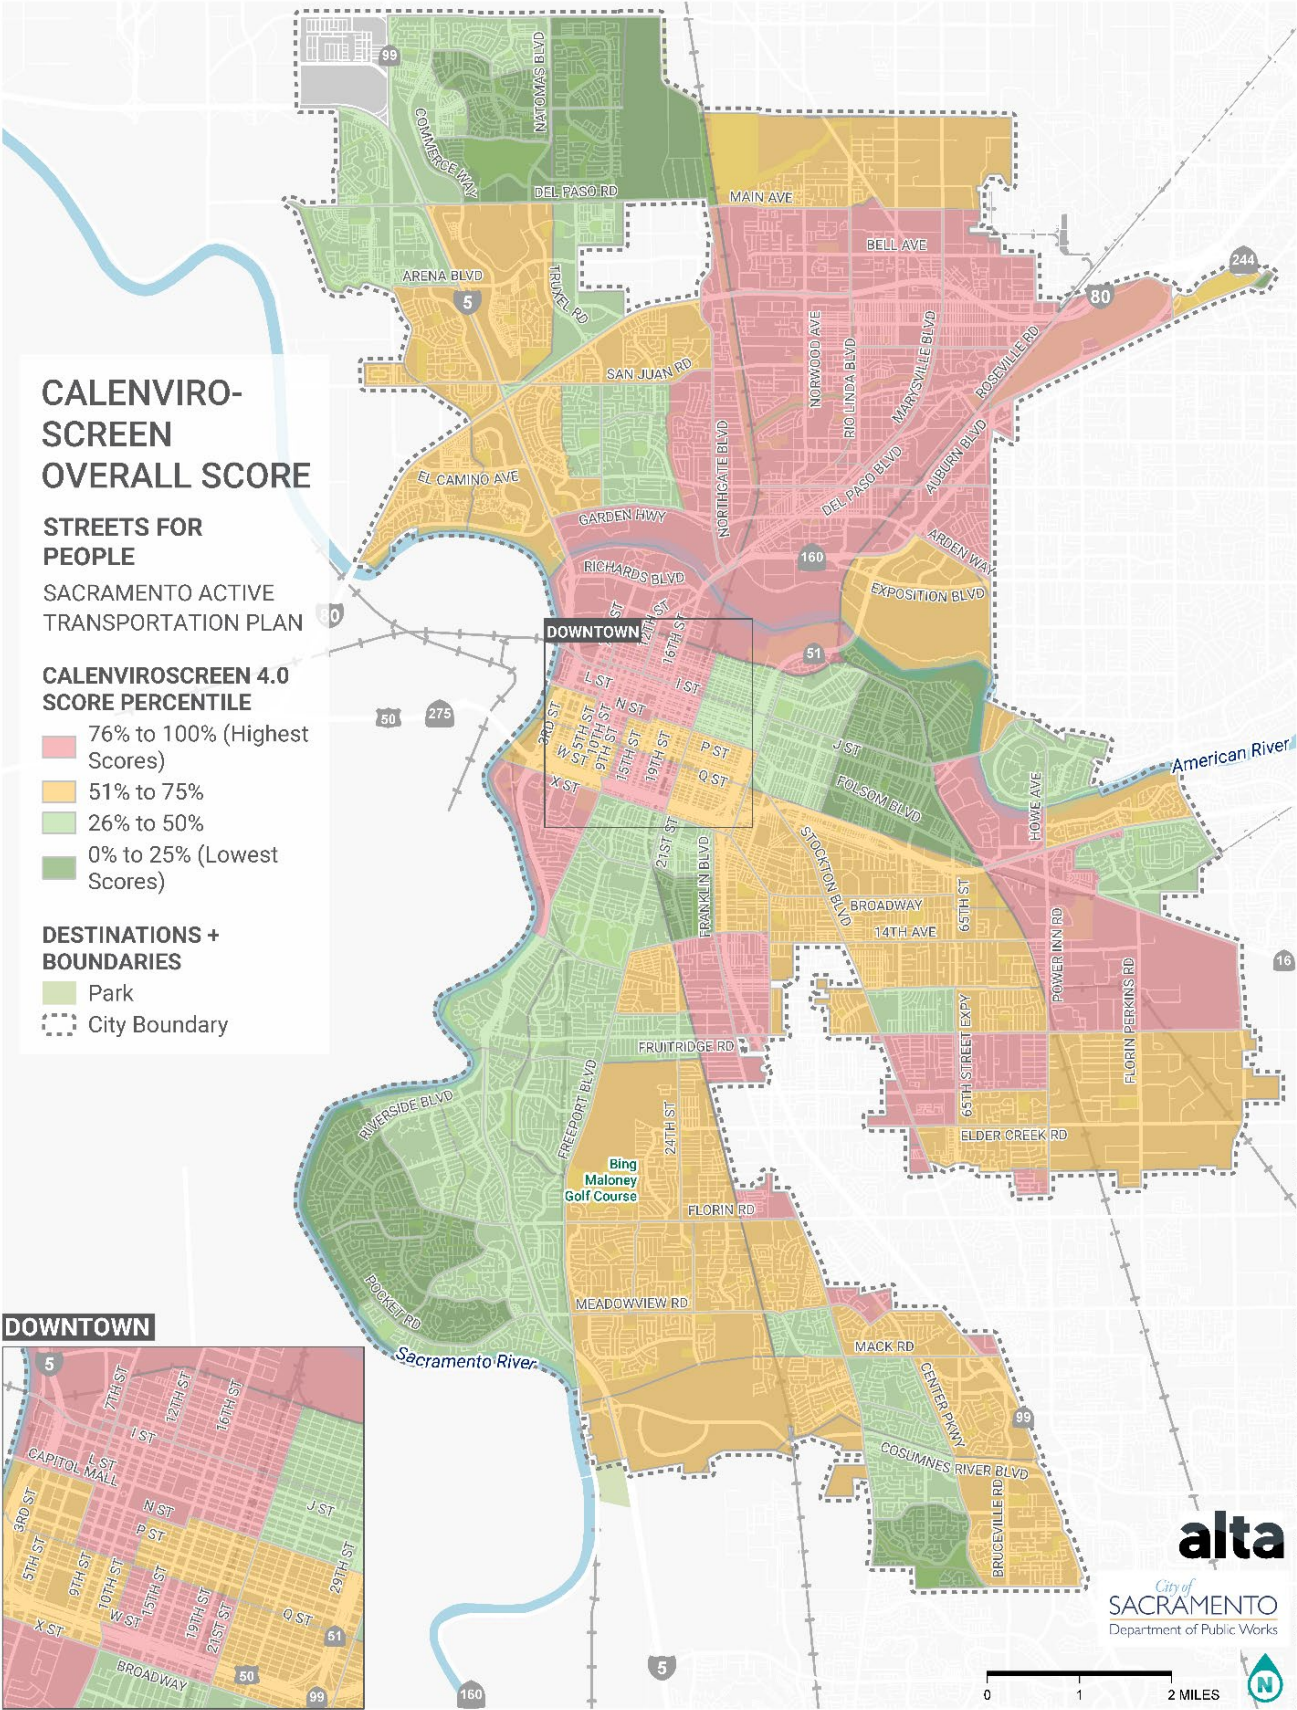 CALENVIRO-
SCREEN
OVERALL SCORE
STREETS FOR
PEOPLE
SACRAMENTO ACTIVE
TRANSPORTATION PLAN
CALENVIROSCREEN 4.0
SCORE PERCENTILE
76% to 100% (Highest
Scores)
51% to 75%
26% to 50%
0% to 25% (Lowest
Scores)
DESTINATIONS +
BOUNDARIES
Park
City Boundary
99
NATOMAS BLVD
COMMERCE WAY
DEL PASO RD
MAIN AVE
BELL AVE
ARENA BLVD
5
TRUXEL RD
244
80
NORWOOD AVE
RIO LINDA BLVD
MARYSVILLE BLVD
ROSEVILLE RD
SAN JUAN RD
NORTHGATE BLVD
DEL PASO BLVD
AUBURN BLVD
EL CAMINO AVE
GARDEN HWY
ARDEN WAY
160
RICHARDS BLVD
EXPOSITION BLVD
80
DOWNTOWN
ST
12TH ST
16TH ST
51
L ST
I ST
N ST
50
275
3RD ST
5TH ST
10TH ST
9TH ST
15TH ST
19TH ST
W ST
P ST
Q ST
X ST
J ST
FOLSOM BLVD
American River
HOWE AVE
21ST ST
FRANKLIN BLVD
STOCKTON BLVD
BROADWAY
14TH AVE
65TH ST
POWER INN RD
FLORIN PERKINS RD
16
65TH STREET EXPY
FRUITRIDGE RD
RIVERSIDE BLVD
FREEPORT BLVD
24TH ST
ELDER CREEK RD
Bing
Maloney
Golf Course
FLORIN RD
POCKET RD
MEADOWVIEW RD
Sacramento River
MACK RD
CENTER PKWY
99
COSUMNES RIVER BLVD
BRUCEVILLE RD
5
160
DOWNTOWN
5
7TH ST
12TH ST
16TH ST
I ST
L ST
CAPITOL MALL
3RD ST
N ST
J ST
P ST
5TH ST
9TH ST
10TH ST
15TH ST
19TH ST
21ST ST
29TH ST
W ST
Q ST
X ST
51
BROADWAY
50
99
alta
City of
SACRAMENTO
Department of Public Works
0 1 2 MILES
N